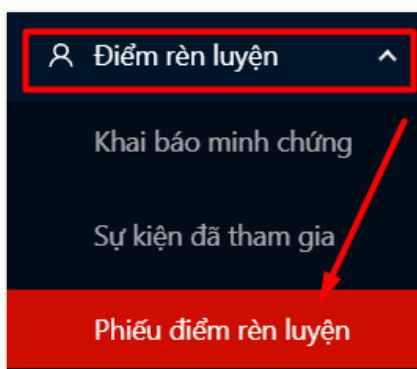 Điểm rèn luyện
Khai báo minh chứng
Sự kiện đã tham gia
Phiếu điểm rèn luyện